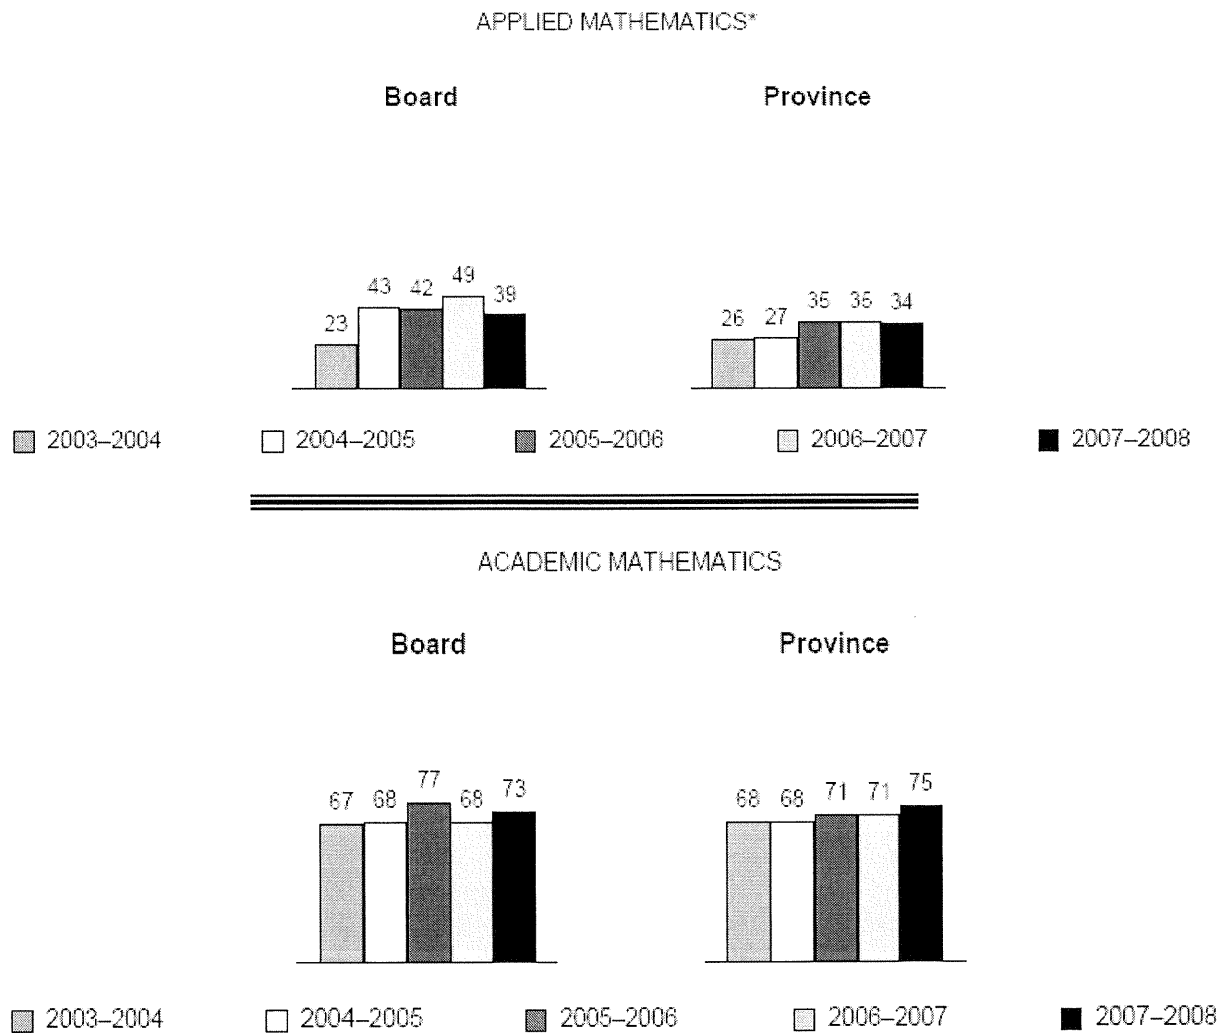 APPLIED MATHEMATICS*
Board Province
23 43 42 49 39 26 27 35 35 34
2003–2004 2004–2005 2005–2006 2006–2007 2007–2008
ACADEMIC MATHEMATICS
Board Province
67 68 77 68 73 68 68 71 71 75
2003–2004 2004–2005 2005–2006 2006–2007 2007–2008